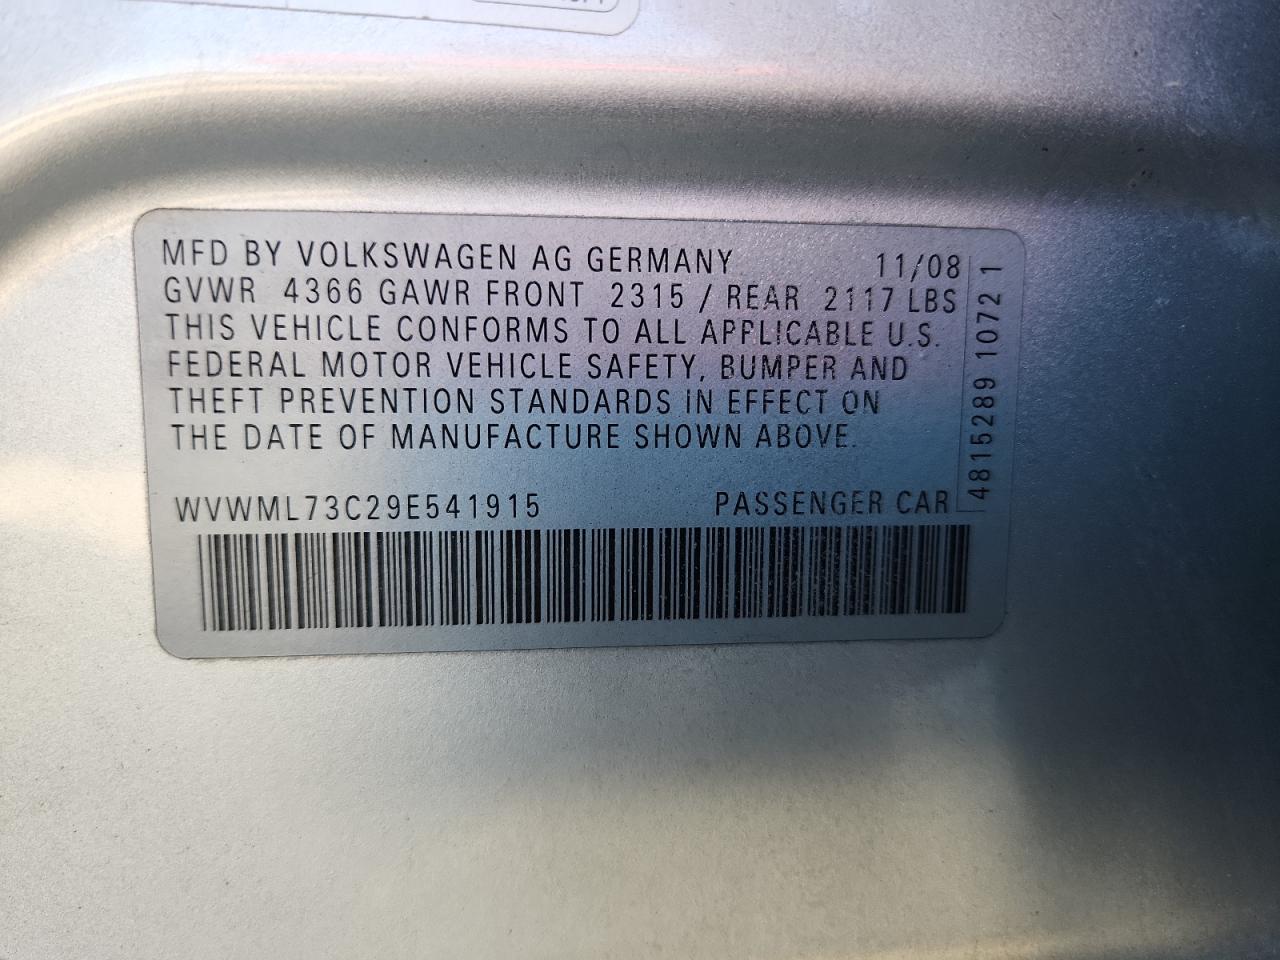 MFD BY VOLKSWAGEN AG GERMANY 11/08
GVWR 4366 GAWR FRONT 2315 / REAR 2117 LBS
THIS VEHICLE CONFORMS TO ALL APPLICABLE U.S.
FEDERAL MOTOR VEHICLE SAFETY, BUMPER AND
THEFT PREVENTION STANDARDS IN EFFECT ON
THE DATE OF MANUFACTURE SHOWN ABOVE.
WVWML73C29E541915 PASSENGER CAR
4815289 1072 1